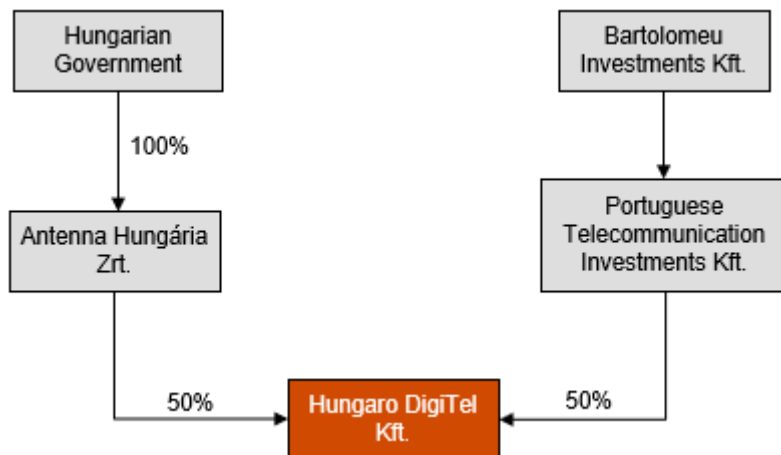 Hungarian
Government
Bartolomeu
Investments Kft.
100%
Antenna Hungária
Zrt.
Portuguese
Telecommunication
Investments Kft.
50%
Hungaro DigiTel
Kft.
50%